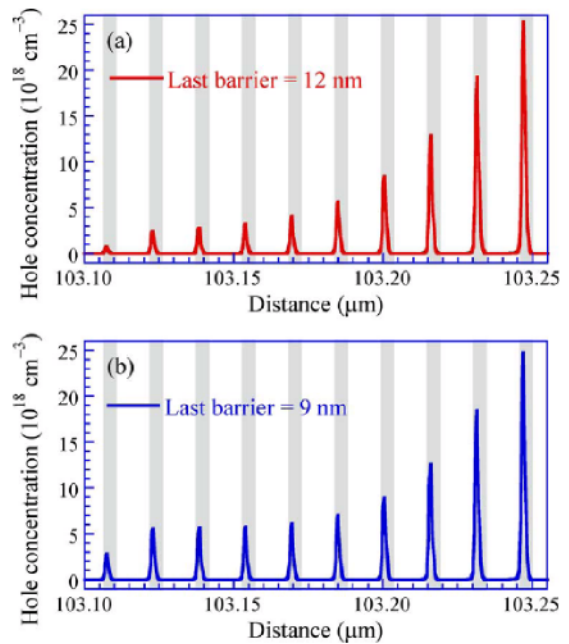 (a)
Last barrier = 12 nm
Hole concentration (10¹⁸ cm⁻³)
25
20
15
10
5
0
103.10 103.15 103.20 103.25
Distance (μm)
(b)
Last barrier = 9 nm
Hole concentration (10¹⁸ cm⁻³)
25
20
15
10
5
0
103.10 103.15 103.20 103.25
Distance (μm)